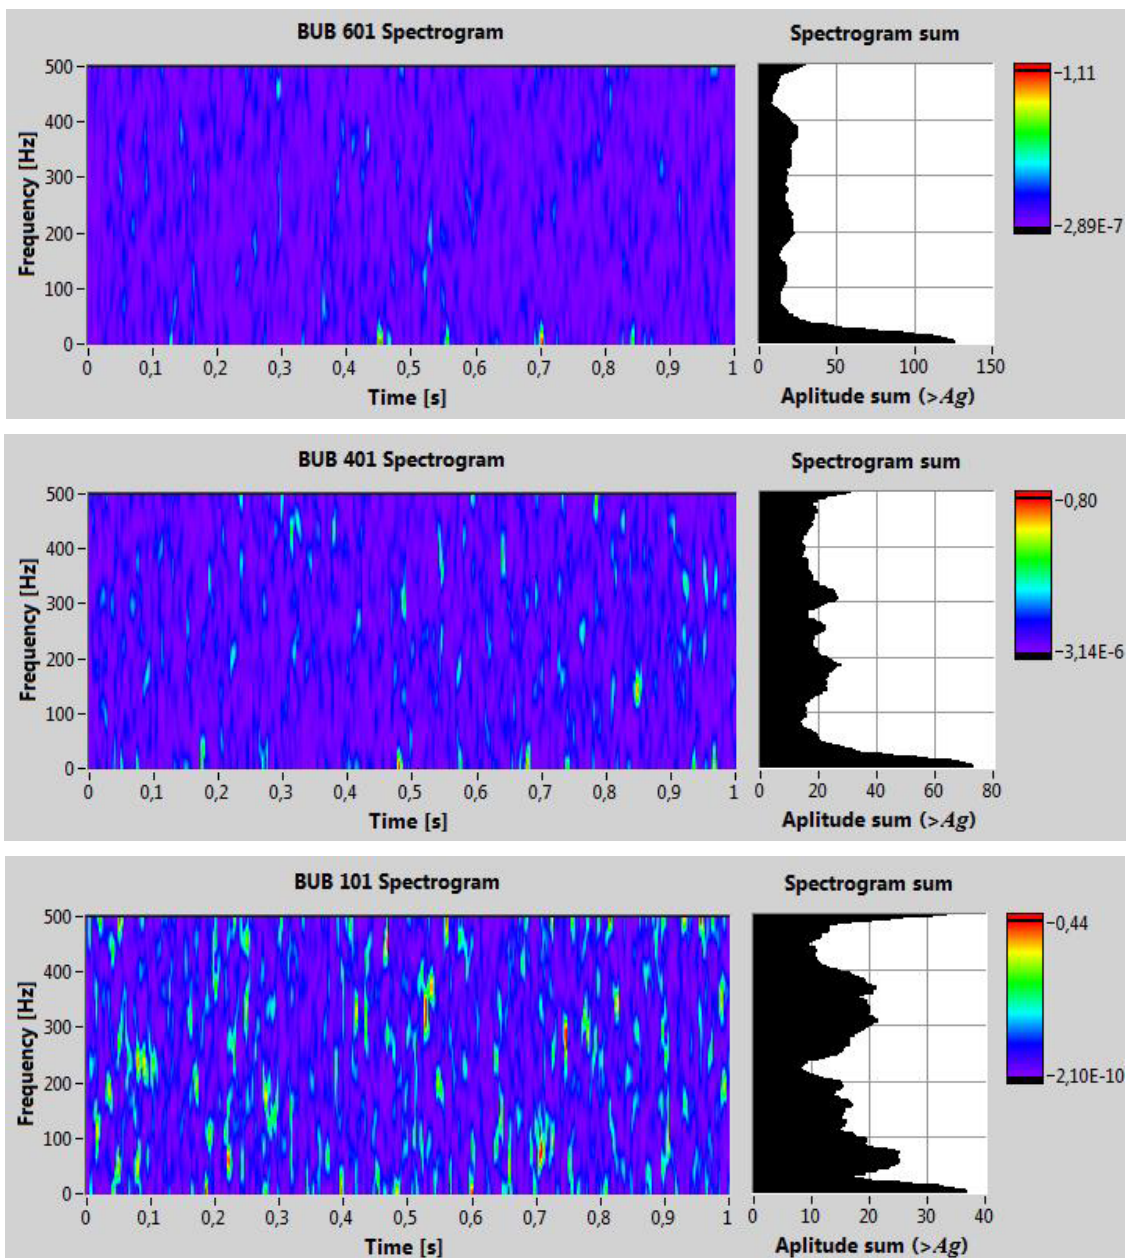 BUB 601 Spectrogram
Spectrogram sum
Frequency [Hz]
500
400
300
200
100
0
0 0,1 0,2 0,3 0,4 0,5 0,6 0,7 0,8 0,9 1
Time [s]
0 50 100 150
Aplitude sum (>Ag)
-1,11
-2,89E-7
BUB 401 Spectrogram
Spectrogram sum
Frequency [Hz]
500
400
300
200
100
0
0 0,1 0,2 0,3 0,4 0,5 0,6 0,7 0,8 0,9 1
Time [s]
0 20 40 60 80
Aplitude sum (>Ag)
-0,80
-3,14E-6
BUB 101 Spectrogram
Spectrogram sum
Frequency [Hz]
500
400
300
200
100
0
0 0,1 0,2 0,3 0,4 0,5 0,6 0,7 0,8 0,9 1
Time [s]
0 10 20 30 40
Aplitude sum (>Ag)
-0,44
-2,10E-10